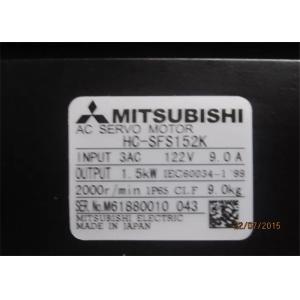 MITSUBISHI
AC SERVO MOTOR
HC-SFS152K
INPUT 3AC 122V 9.0A
OUTPUT 1.5kW IEC60034-1 '99
2000r/min IP65 Cl.F 9.0kg
SER.No.M61880010 043
MITSUBISHI ELECTRIC
MADE IN JAPAN
02/07/2015